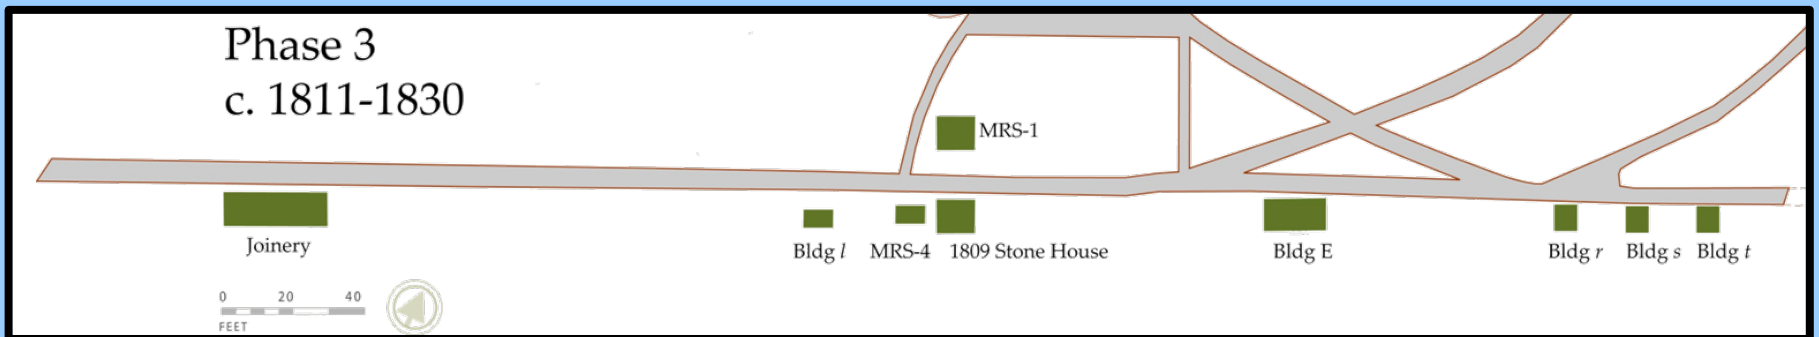 Phase 3
c. 1811-1830
MRS-1
Joinery
Bldg l
MRS-4
1809 Stone House
Bldg E
Bldg r
Bldg s
Bldg t
0 20 40
FEET